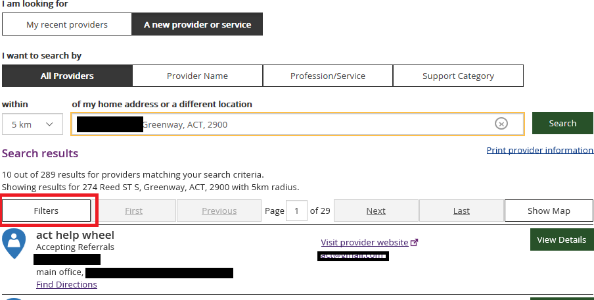 I am looking for
My recent providers
A new provider or service
I want to search by
All Providers
Provider Name
Profession/Service
Support Category
within
of my home address or a different location
5 km
Greenway, ACT, 2900
Search
Search results
Print provider information
10 out of 289 results for providers matching your search criteria.
Showing results for 274 Reed ST S, Greenway, ACT, 2900 with 5km radius.
Filters
First
Previous
Page 1 of 29
Next
Last
Show Map
act help wheel
Accepting Referrals
Visit provider website
View Details
main office,
Find Directions